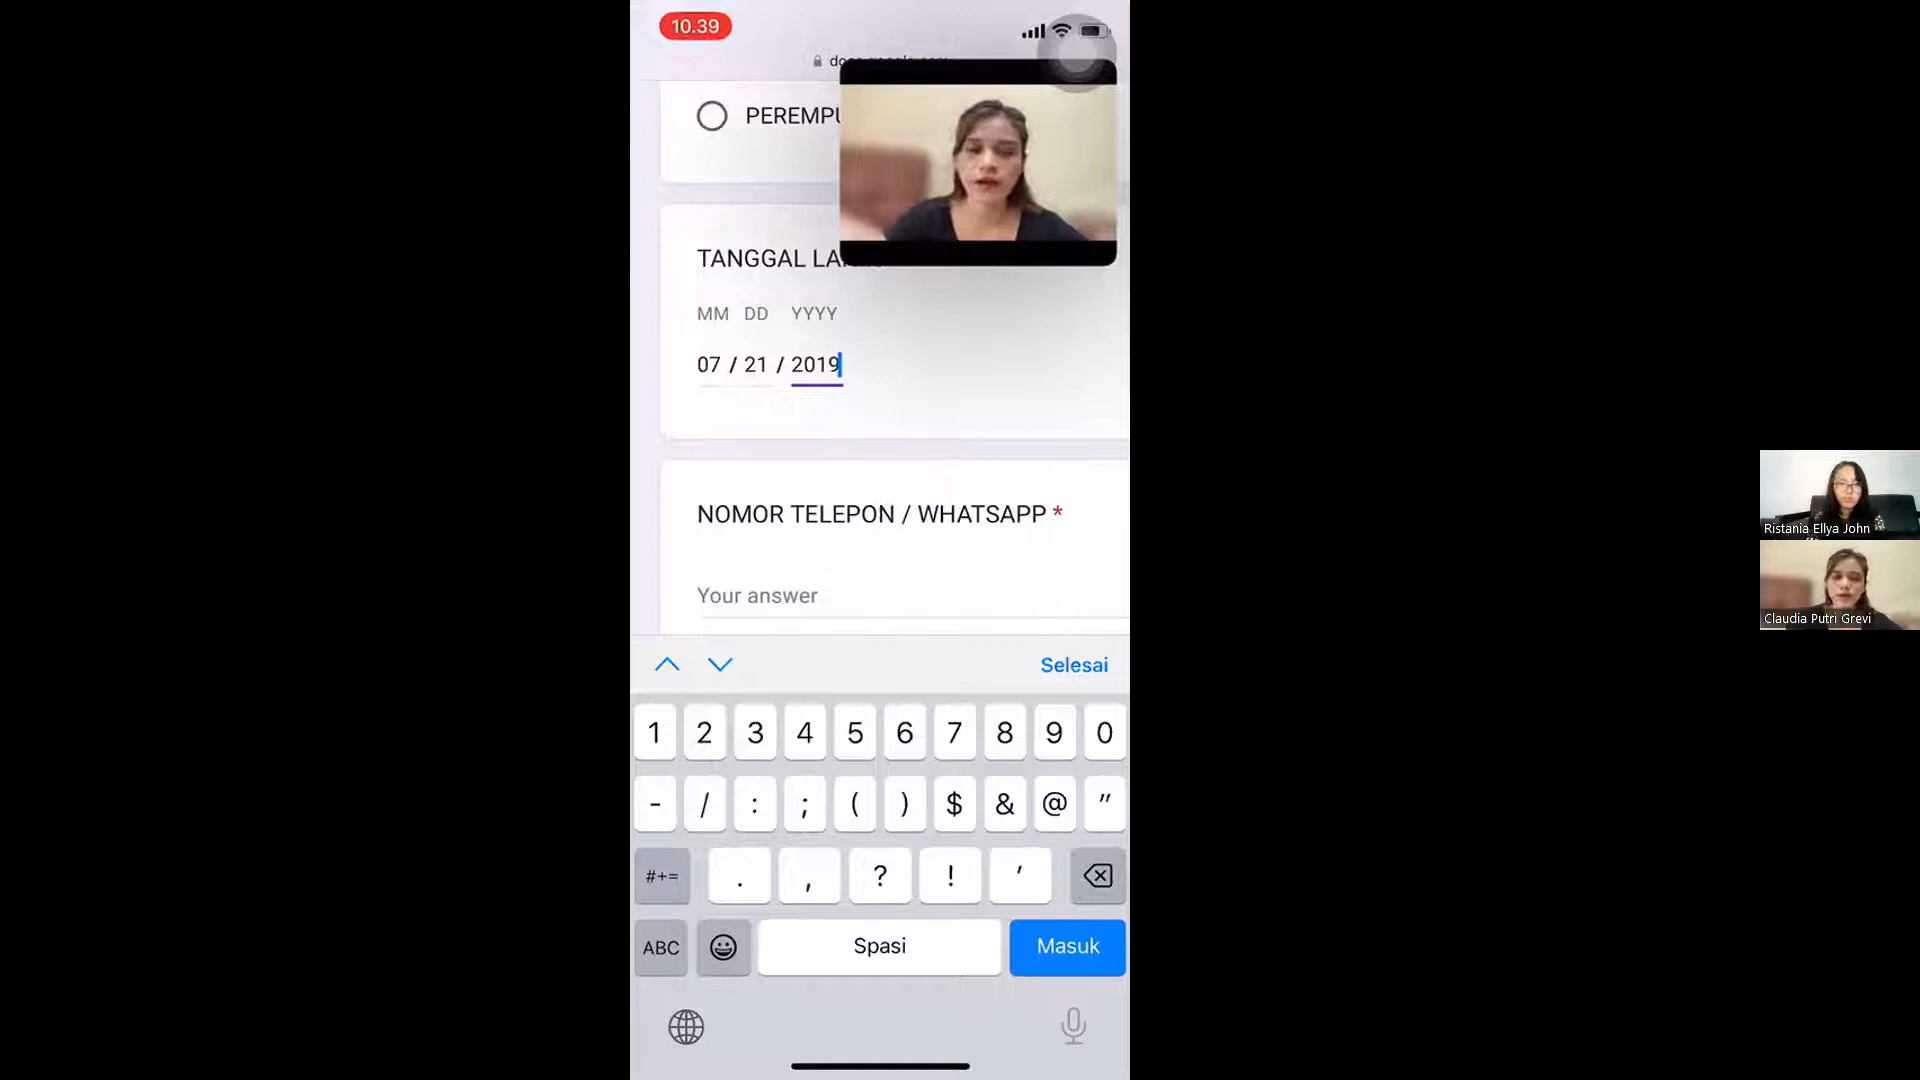 10.39
PEREMPU
TANGGAL LA
MM DD YYYY
07 / 21 / 2019
NOMOR TELEPON / WHATSAPP *
Your answer
Selesai
1 2 3 4 5 6 7 8 9 0
- / : ; ( ) $ & @ "
#+= . , ? ! '
ABC Spasi Masuk
Ristania Ellya John
Claudia Putri Grevi